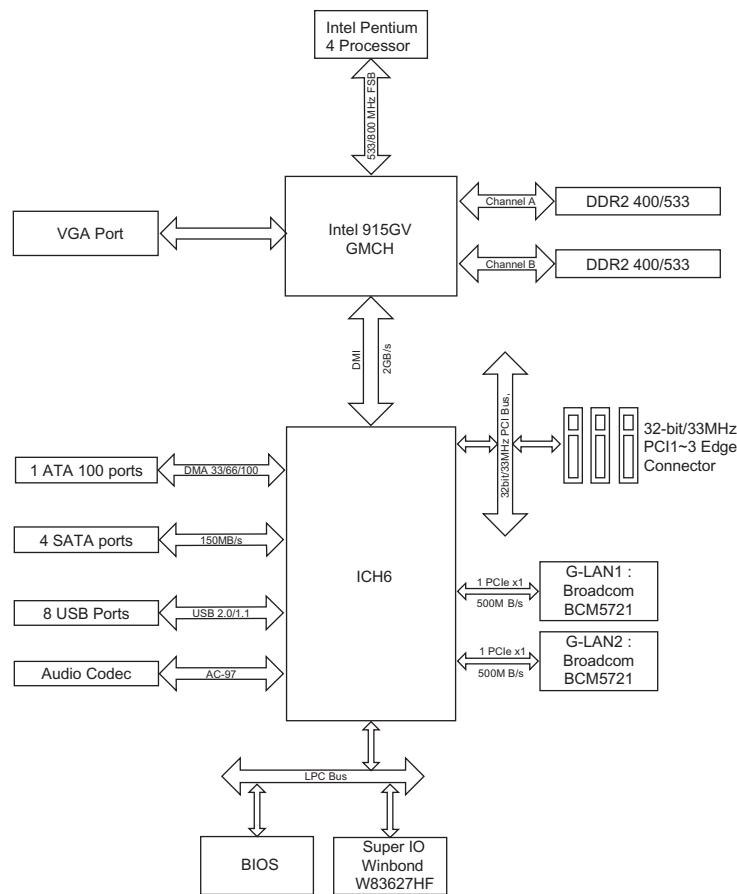 Intel Pentium
4 Processor
533/800 MHz FSB
VGA Port
Intel 915GV
GMCH
Channel A
DDR2 400/533
Channel B
DDR2 400/533
DMI
2GB/s
32bit/33MHz PCI Bus,
32-bit/33MHz
PCI1~3 Edge
Connector
1 ATA 100 ports
DMA 33/66/100
4 SATA ports
150MB/s
ICH6
8 USB Ports
USB 2.0/1.1
Audio Codec
AC-97
1 PCIe x1
500M B/s
G-LAN1 :
Broadcom
BCM5721
1 PCIe x1
500M B/s
G-LAN2 :
Broadcom
BCM5721
LPC Bus
BIOS
Super IO
Winbond
W83627HF